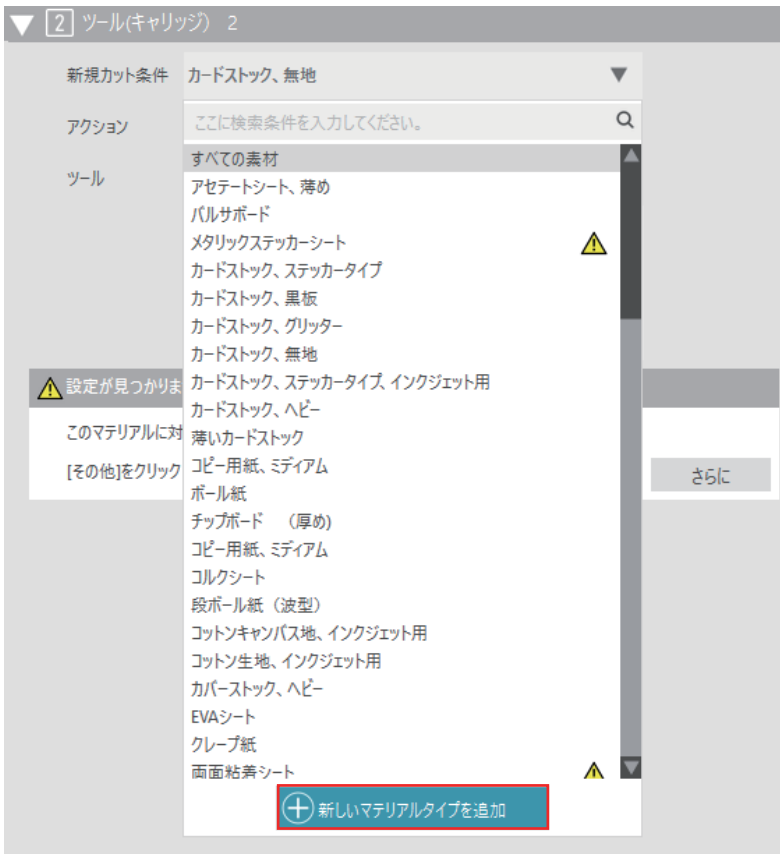 2 ツール(キャリッジ） 2
新規カット条件 カードストック、無地
アクション ここに検索条件を入力してください。
すべての素材
ツール
アセテートシート、薄め
バルサボード
メタリックステッカーシート
カードストック、ステッカータイプ
カードストック、黒板
カードストック、グリッター
カードストック、無地
設定が見つかりま
カードストック、ステッカータイプ、インクジェット用
カードストック、ヘビー
このマテリアルに対
薄いカードストック
[その他]をクリック
コピー用紙、ミディアム
さらに
ボール紙
チップボード （厚め)
コピー用紙、ミディアム
コルクシート
段ボール紙（波型）
コットンキャンバス地、インクジェット用
コットン生地、インクジェット用
カバーストック、ヘビー
EVAシート
クレープ紙
両面粘着シート
新しいマテリアルタイプを追加